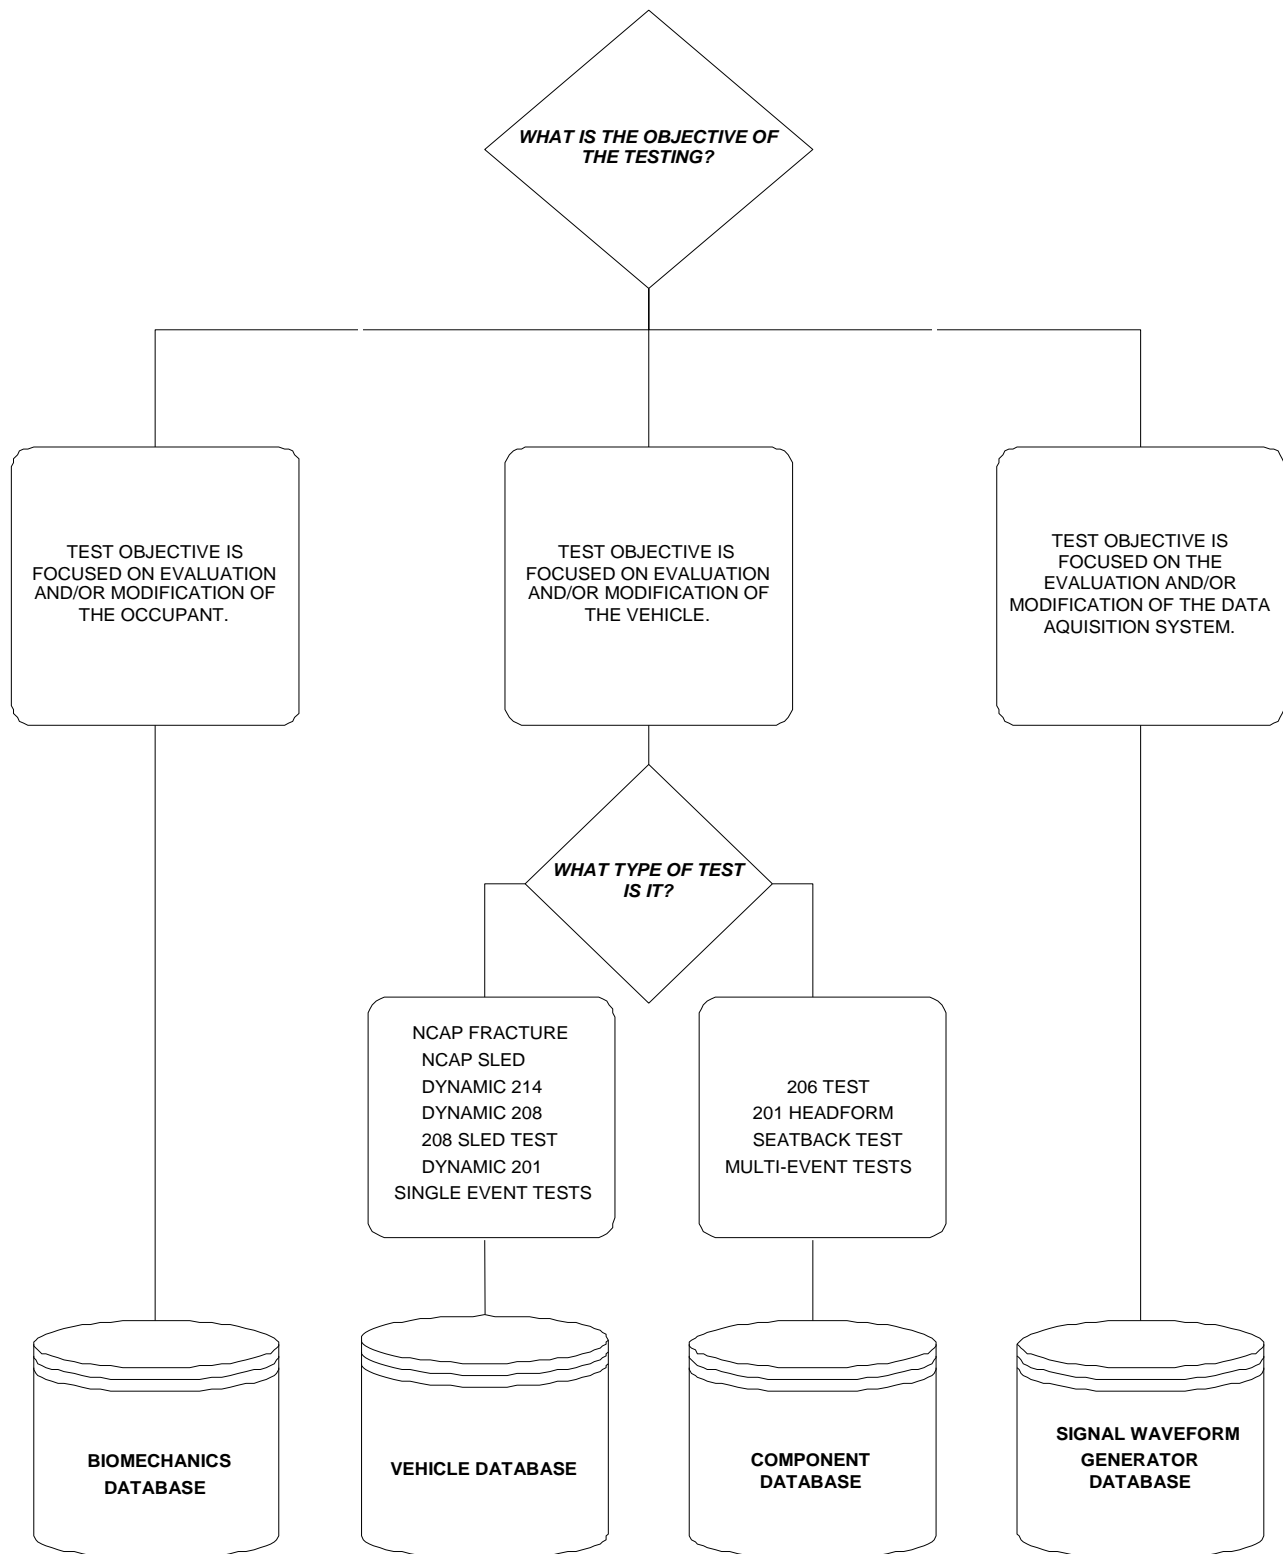 WHAT IS THE OBJECTIVE OF
THE TESTING?
TEST OBJECTIVE IS
FOCUSED ON EVALUATION
AND/OR MODIFICATION OF
THE OCCUPANT.
TEST OBJECTIVE IS
FOCUSED ON EVALUATION
AND/OR MODIFICATION OF
THE VEHICLE.
TEST OBJECTIVE IS
FOCUSED ON THE
EVALUATION AND/OR
MODIFICATION OF THE DATA
AQUISITION SYSTEM.
WHAT TYPE OF TEST
IS IT?
NCAP FRACTURE
NCAP SLED
DYNAMIC 214
DYNAMIC 208
208 SLED TEST
DYNAMIC 201
SINGLE EVENT TESTS
206 TEST
201 HEADFORM
SEATBACK TEST
MULTI-EVENT TESTS
BIOMECHANICS
DATABASE
VEHICLE DATABASE
COMPONENT
DATABASE
SIGNAL WAVEFORM
GENERATOR
DATABASE